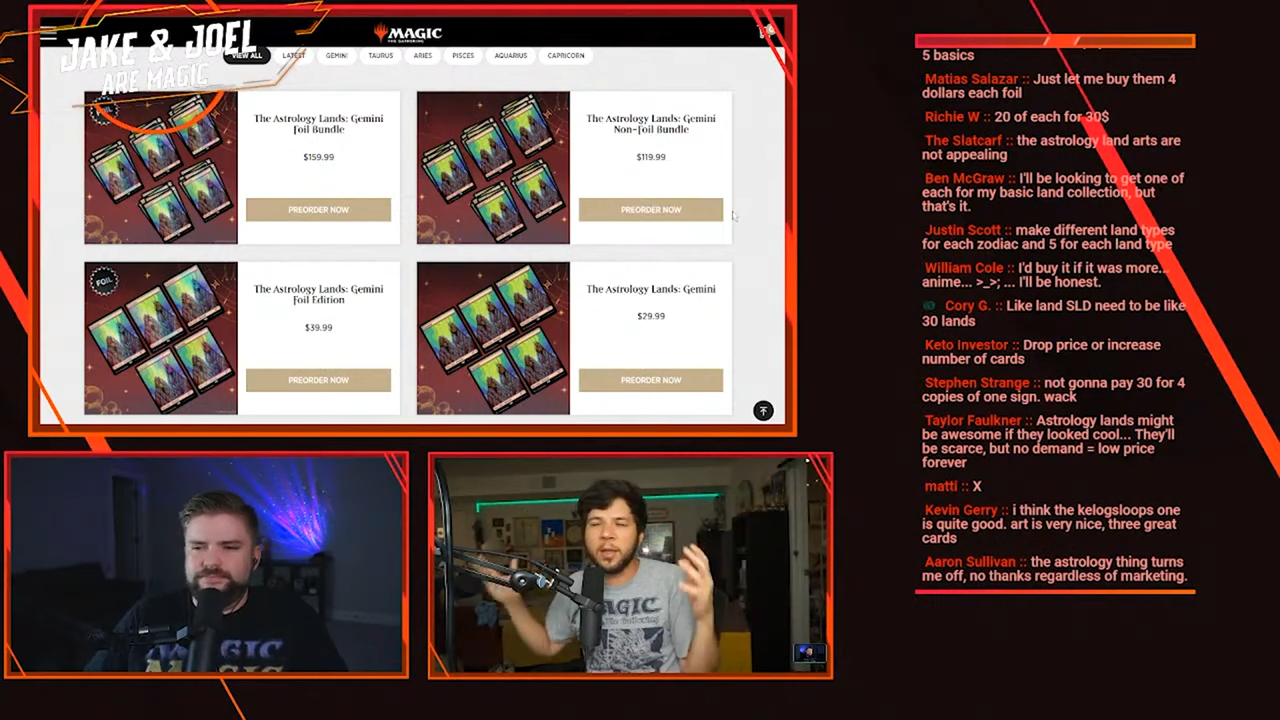 JAKE & JOEL
ARE MAGIC
MAGIC
THE GATHERING
VIEW ALL
LATEST
GEMINI
TAURUS
ARIES
PISCES
AQUARIUS
CAPRICORN
FOIL
The Astrology Lands: Gemini
Foil Bundle
$159.99
PREORDER NOW
The Astrology Lands: Gemini
Non-Foil Bundle
$119.99
PREORDER NOW
FOIL
The Astrology Lands: Gemini
Foil Edition
$39.99
PREORDER NOW
The Astrology Lands: Gemini
$29.99
PREORDER NOW
MAGIC
MAGIC
MAGIC
The Gathering
5 basics
Matias Salazar :: Just let me buy them 4
dollars each foil
Richie W :: 20 of each for 30$
The Slatcarf :: the astrology land arts are
not appealing
Ben McGraw :: I'll be looking to get one of
each for my basic land collection, but
that's it.
Justin Scott :: make different land types
for each zodiac and 5 for each land type
William Cole :: I'd buy it if it was more...
anime... >_>; ... I'll be honest.
Cory G. :: Like land SLD need to be like
30 lands
Keto Investor :: Drop price or increase
number of cards
Stephen Strange :: not gonna pay 30 for 4
copies of one sign. wack
Taylor Faulkner :: Astrology lands might
be awesome if they looked cool... They'll
be scarce, but no demand = low price
forever
matti :: X
Kevin Gerry :: i think the kelogsloops one
is quite good. art is very nice, three great
cards
Aaron Sullivan :: the astrology thing turns
me off, no thanks regardless of marketing.